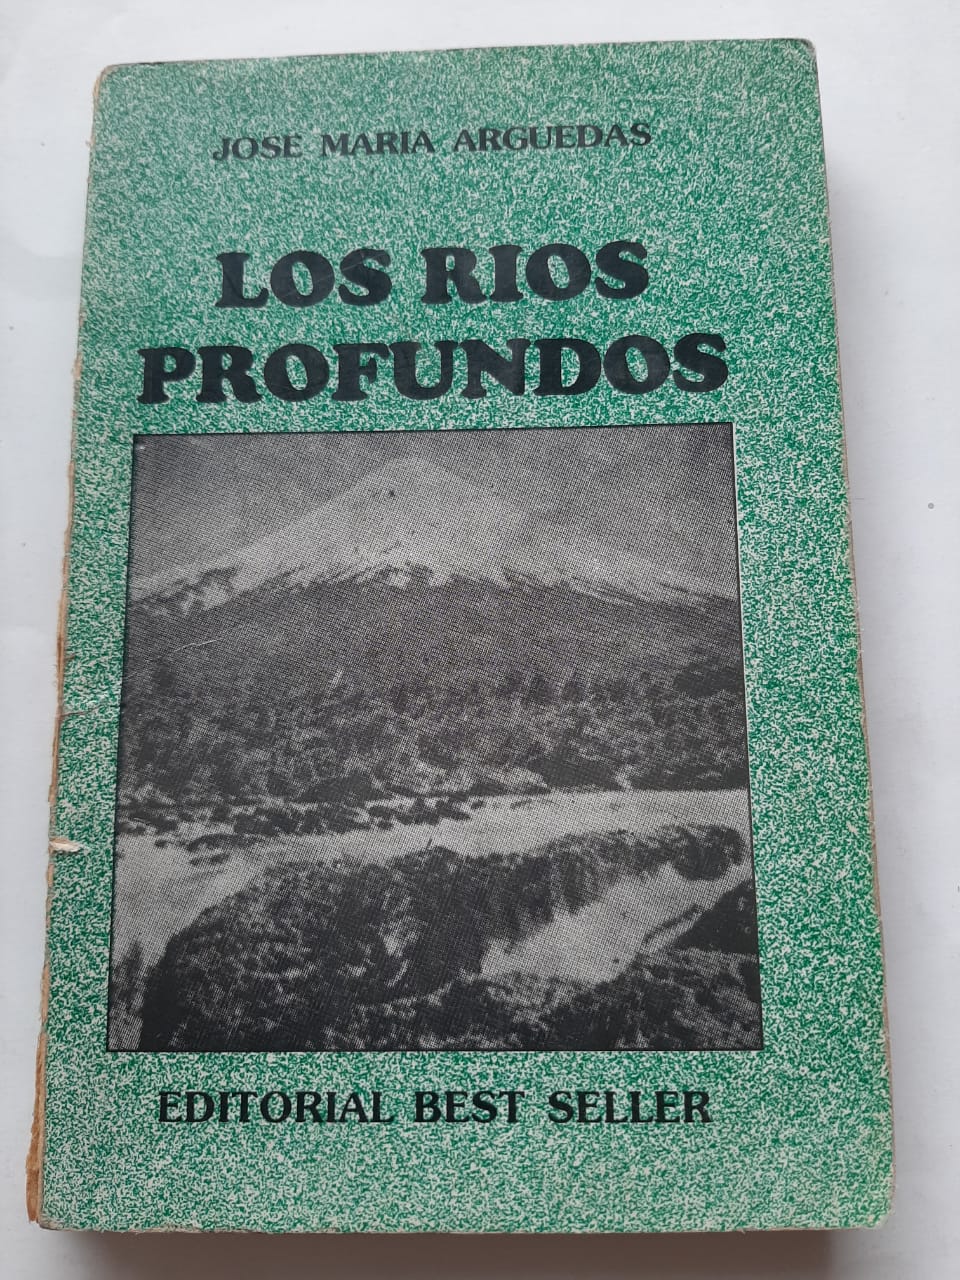 JOSE MARIA ARGUEDAS
LOS RIOS
PROFUNDOS
EDITORIAL BEST SELLER